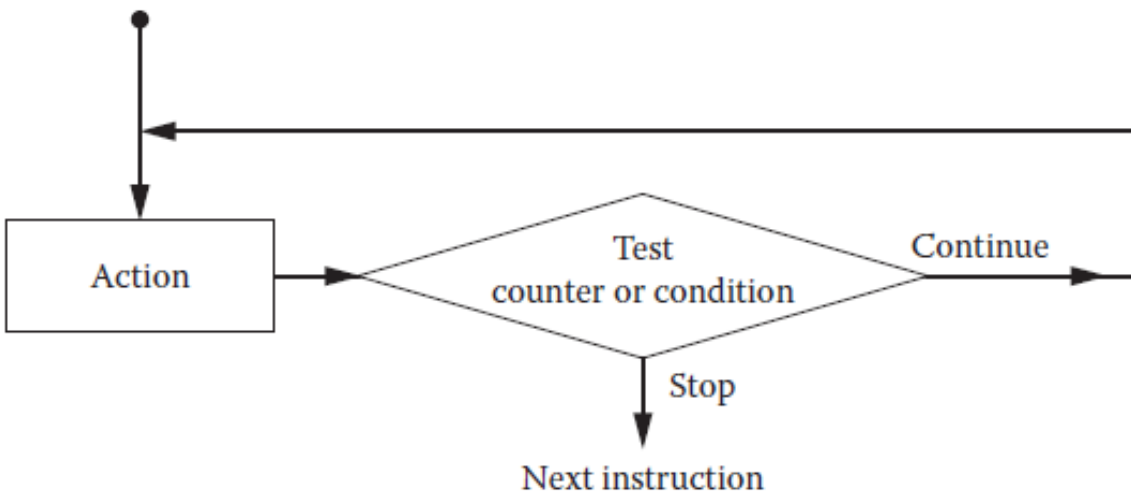 Action
Test
counter or condition
Continue
Stop
Next instruction